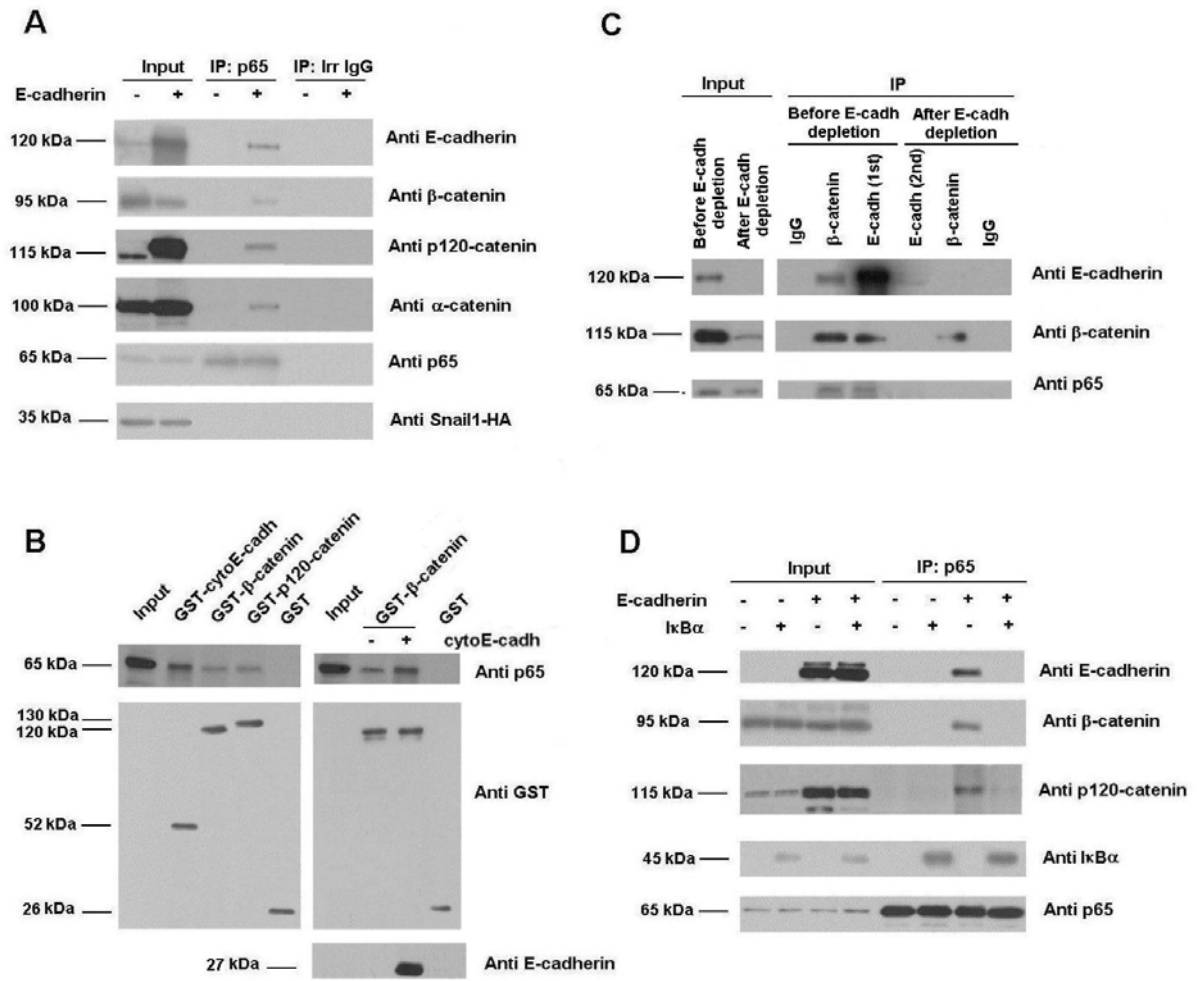 A
Input IP: p65 IP: Irr IgG
E-cadherin - + - + - +
120 kDa Anti E-cadherin
95 kDa Anti β-catenin
115 kDa Anti p120-catenin
100 kDa Anti α-catenin
65 kDa Anti p65
35 kDa Anti Snail1-HA
C
Input IP
Before E-cadh depletion After E-cadh depletion
Before E-cadh depletion
After E-cadh depletion
IgG
β-catenin
E-cadh (1st)
E-cadh (2nd)
β-catenin
IgG
120 kDa Anti E-cadherin
115 kDa Anti β-catenin
65 kDa Anti p65
B
Input
GST-cytoE-cadh
GST-β-catenin
GST-p120-catenin
GST
Input
GST-β-catenin
GST
- + cytoE-cadh
65 kDa Anti p65
130 kDa
120 kDa
Anti GST
52 kDa
26 kDa
27 kDa Anti E-cadherin
D
Input IP: p65
E-cadherin - - + + - - + +
IκBα - + - + - + - +
120 kDa Anti E-cadherin
95 kDa Anti β-catenin
115 kDa Anti p120-catenin
45 kDa Anti IκBα
65 kDa Anti p65